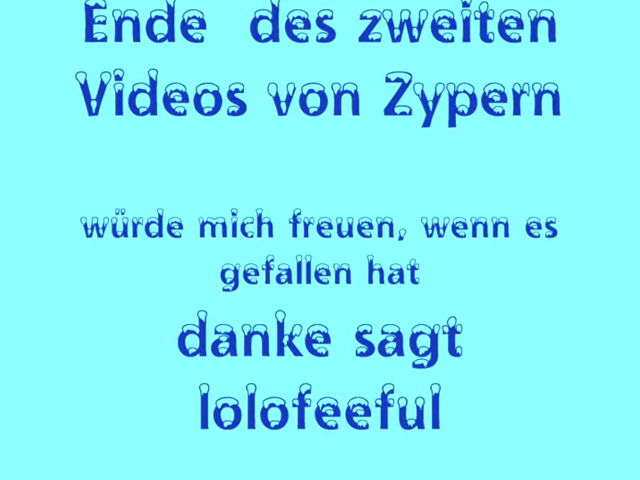 Ende des zweiten
Videos von Zypern
würde mich freuen, wenn es
gefallen hat
danke sagt
lolofeeful